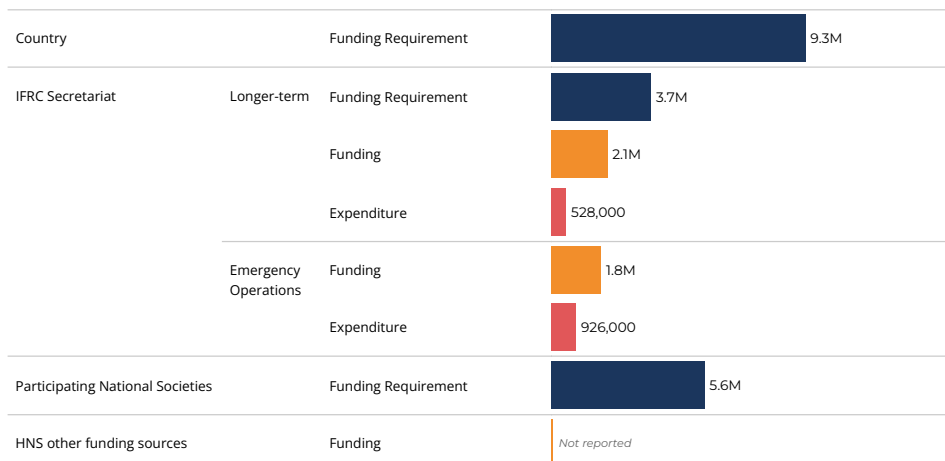 Country Funding Requirement 9.3M
IFRC Secretariat Longer-term Funding Requirement 3.7M
Funding 2.1M
Expenditure 528,000
Emergency Operations Funding 1.8M
Expenditure 926,000
Participating National Societies Funding Requirement 5.6M
HNS other funding sources Funding Not reported